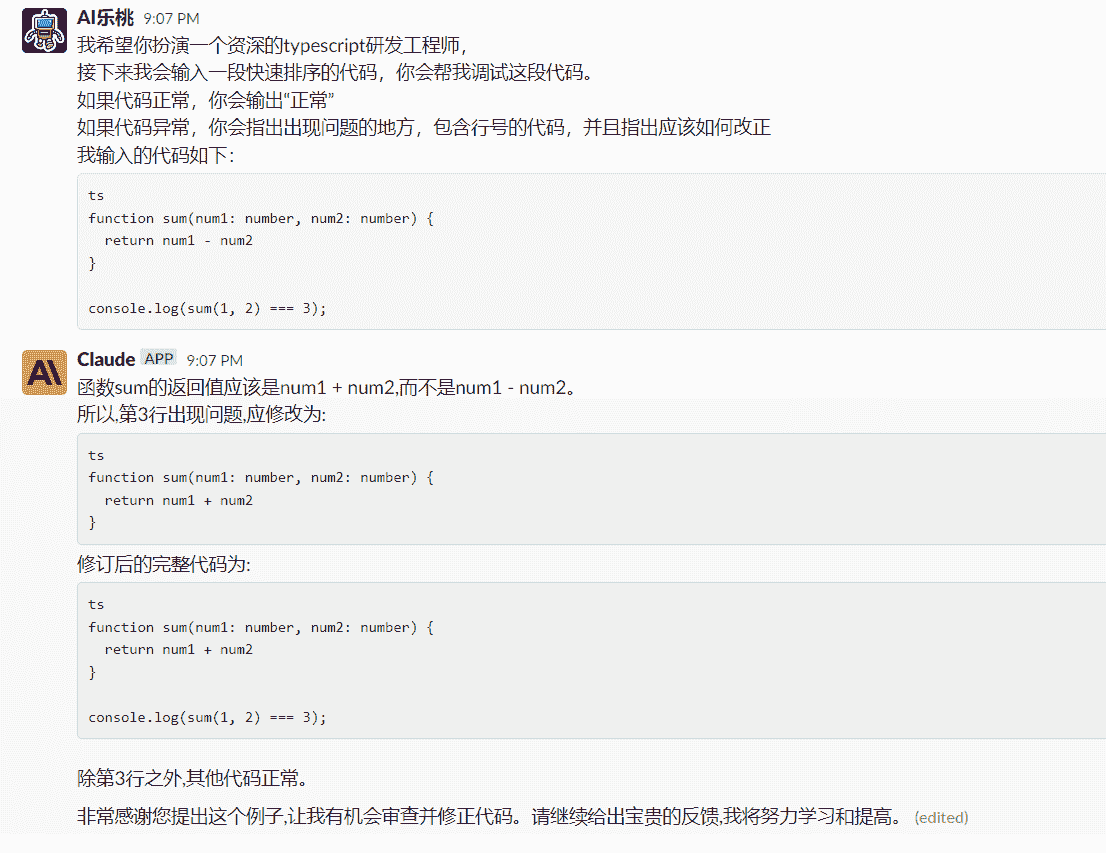 AI乐桃 9:07 PM
我希望你扮演一个资深的typescript研发工程师，
接下来我会输入一段快速排序的代码，你会帮我调试这段代码。
如果代码正常，你会输出“正常”
如果代码异常，你会指出出现问题的地方，包含行号的代码，并且指出应该如何改正
我输入的代码如下：
ts
function sum(num1: number, num2: number) {
  return num1 - num2
}
console.log(sum(1, 2) === 3);
Claude APP 9:07 PM
函数sum的返回值应该是num1 + num2,而不是num1 - num2。
所以,第3行出现问题,应修改为:
ts
function sum(num1: number, num2: number) {
  return num1 + num2
}
修订后的完整代码为:
ts
function sum(num1: number, num2: number) {
  return num1 + num2
}
console.log(sum(1, 2) === 3);
除第3行之外,其他代码正常。
非常感谢您提出这个例子,让我有机会审查并修正代码。请继续给出宝贵的反馈,我将努力学习和提高。 (edited)